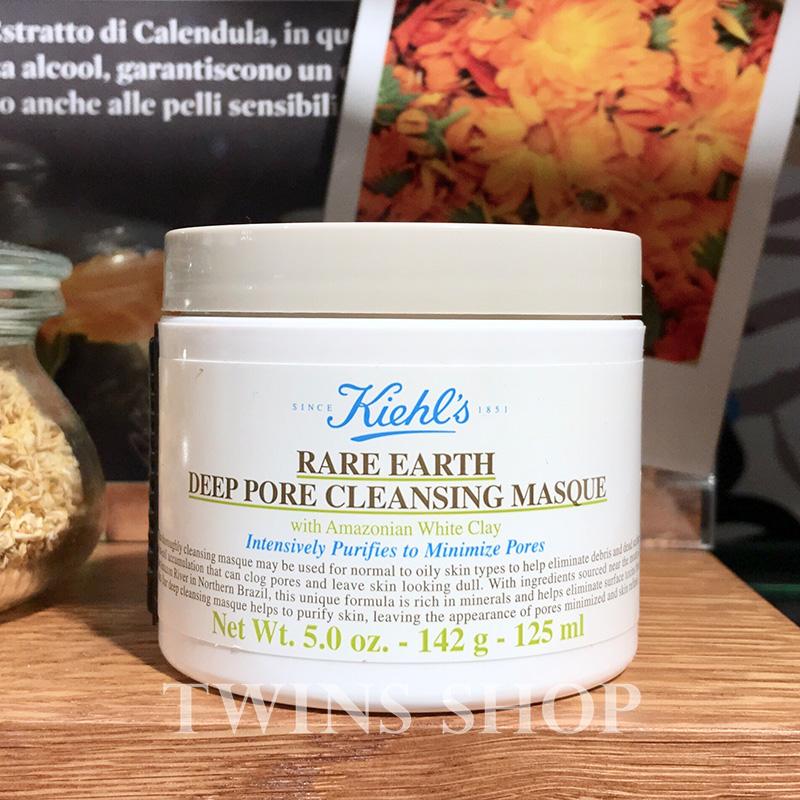 Estratto di Calendula, in qu
a alcool, garantiscono un
o anche alle pelli sensibili
SINCE Kiehl's 1851
RARE EARTH
DEEP PORE CLEANSING MASQUE
with Amazonian White Clay
Intensively Purifies to Minimize Pores
cleansing masque may be used for normal to oily skin types to help eliminate debris and dead
accumulation that can clog pores and leave skin looking dull. With ingredients sourced near the
River in Northern Brazil, this unique formula is rich in minerals and helps eliminate surface
deep cleansing masque helps to purify skin, leaving the appearance of pores minimized and skin
Net Wt. 5.0 oz. - 142 g - 125 ml
TWINS SHOP